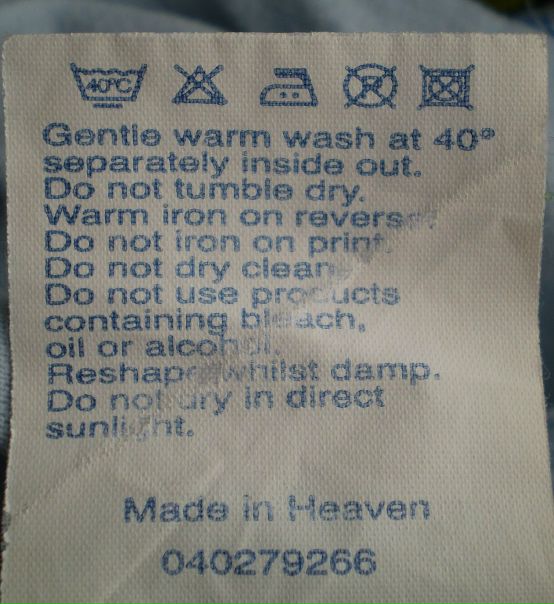 40°C
Gentle warm wash at 40°
separately inside out.
Do not tumble dry.
Warm iron on reverse.
Do not iron on print.
Do not dry clean
Do not use products
containing bleach,
oil or alcohol.
Reshape whilst damp.
Do not dry in direct
sunlight.
Made in Heaven
040279266